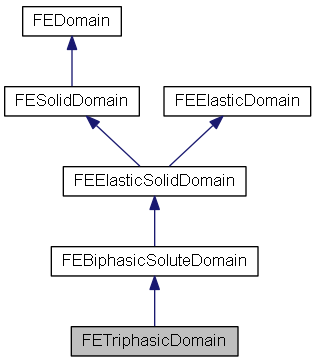 FEDomain
FESolidDomain
FEElasticDomain
FEElasticSolidDomain
FEBiphasicSoluteDomain
FETriphasicDomain